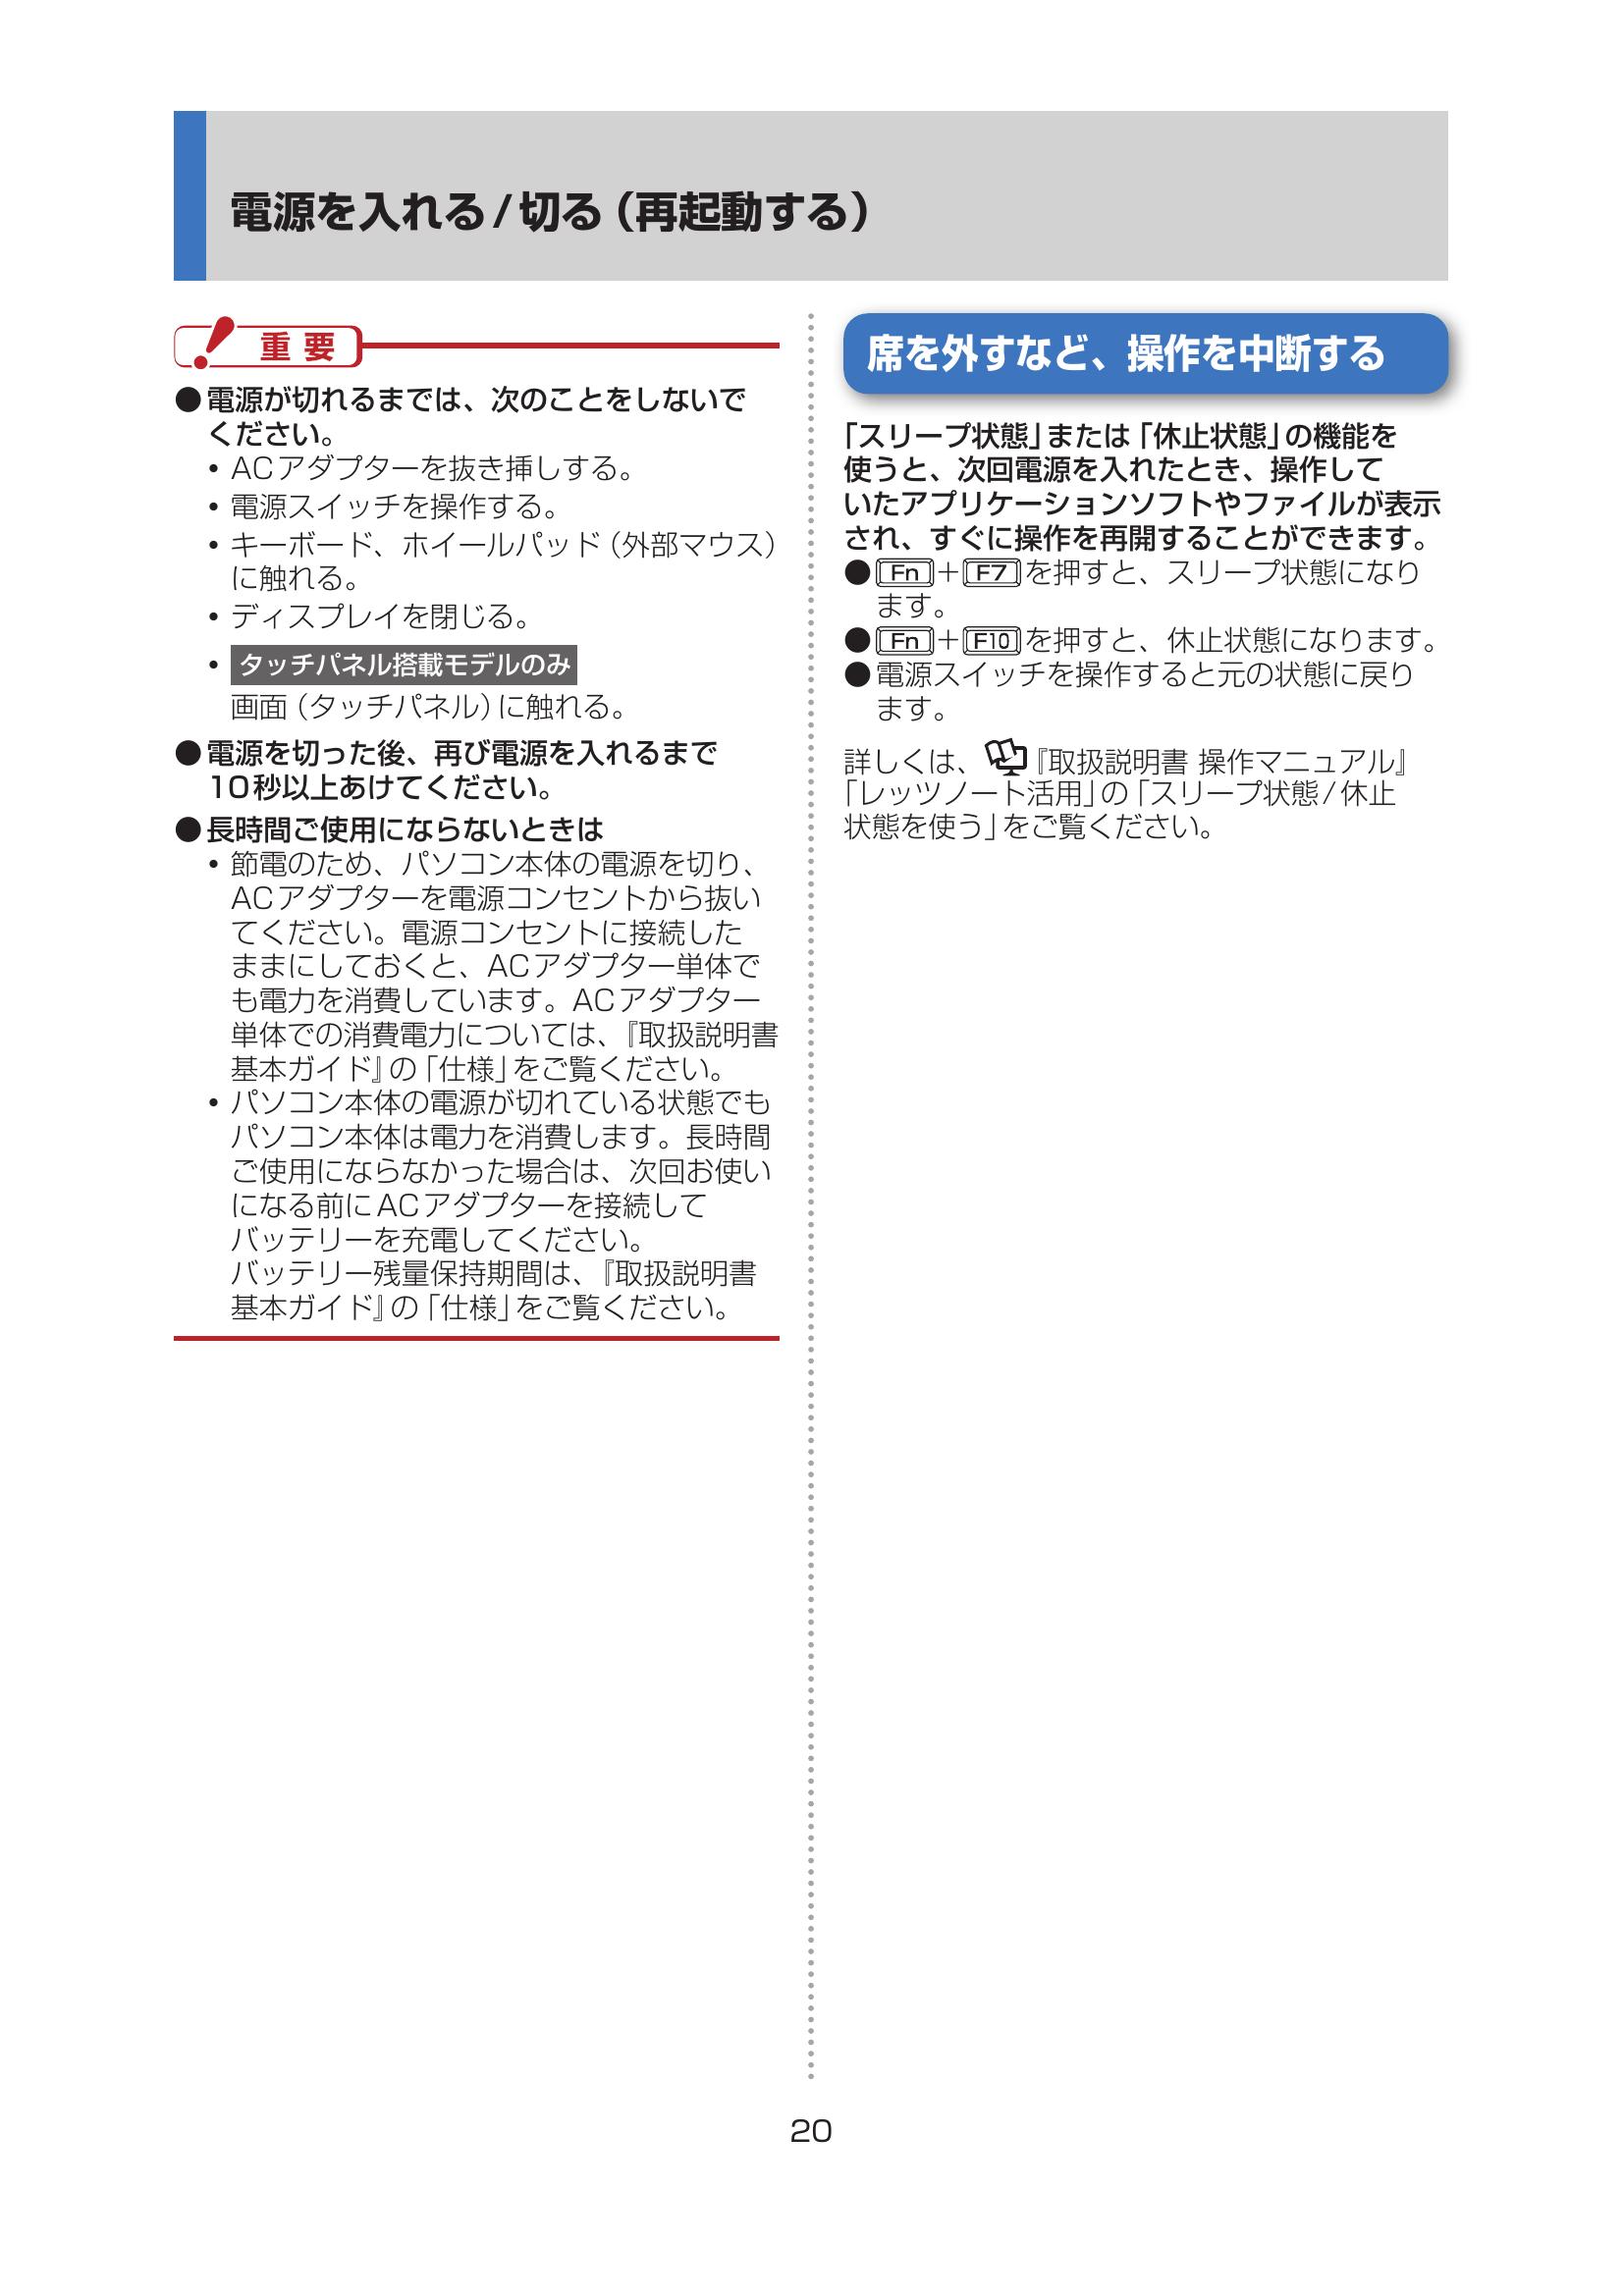 電源を入れる/切る（再起動する）
重要
●電源が切れるまでは、次のことをしないで
ください。
• ACアダプターを抜き挿しする。
• 電源スイッチを操作する。
• キーボード、ホイールパッド（外部マウス）
に触れる。
• ディスプレイを閉じる。
• タッチパネル搭載モデルのみ
画面（タッチパネル）に触れる。
●電源を切った後、再び電源を入れるまで
10秒以上あけてください。
●長時間ご使用にならないときは
• 節電のため、パソコン本体の電源を切り、
ACアダプターを電源コンセントから抜い
てください。電源コンセントに接続した
ままにしておくと、ACアダプター単体で
も電力を消費しています。ACアダプター
単体での消費電力については、『取扱説明書
基本ガイド』の「仕様」をご覧ください。
• パソコン本体の電源が切れている状態でも
パソコン本体は電力を消費します。長時間
ご使用にならなかった場合は、次回お使い
になる前にACアダプターを接続して
バッテリーを充電してください。
バッテリー残量保持期間は、『取扱説明書
基本ガイド』の「仕様」をご覧ください。
席を外すなど、操作を中断する
「スリープ状態」または「休止状態」の機能を
使うと、次回電源を入れたとき、操作して
いたアプリケーションソフトやファイルが表示
され、すぐに操作を再開することができます。
●Fn+F7を押すと、スリープ状態になり
ます。
●Fn+F10を押すと、休止状態になります。
●電源スイッチを操作すると元の状態に戻り
ます。
詳しくは、『取扱説明書 操作マニュアル』
「レッツノート活用」の「スリープ状態/休止
状態を使う」をご覧ください。
20